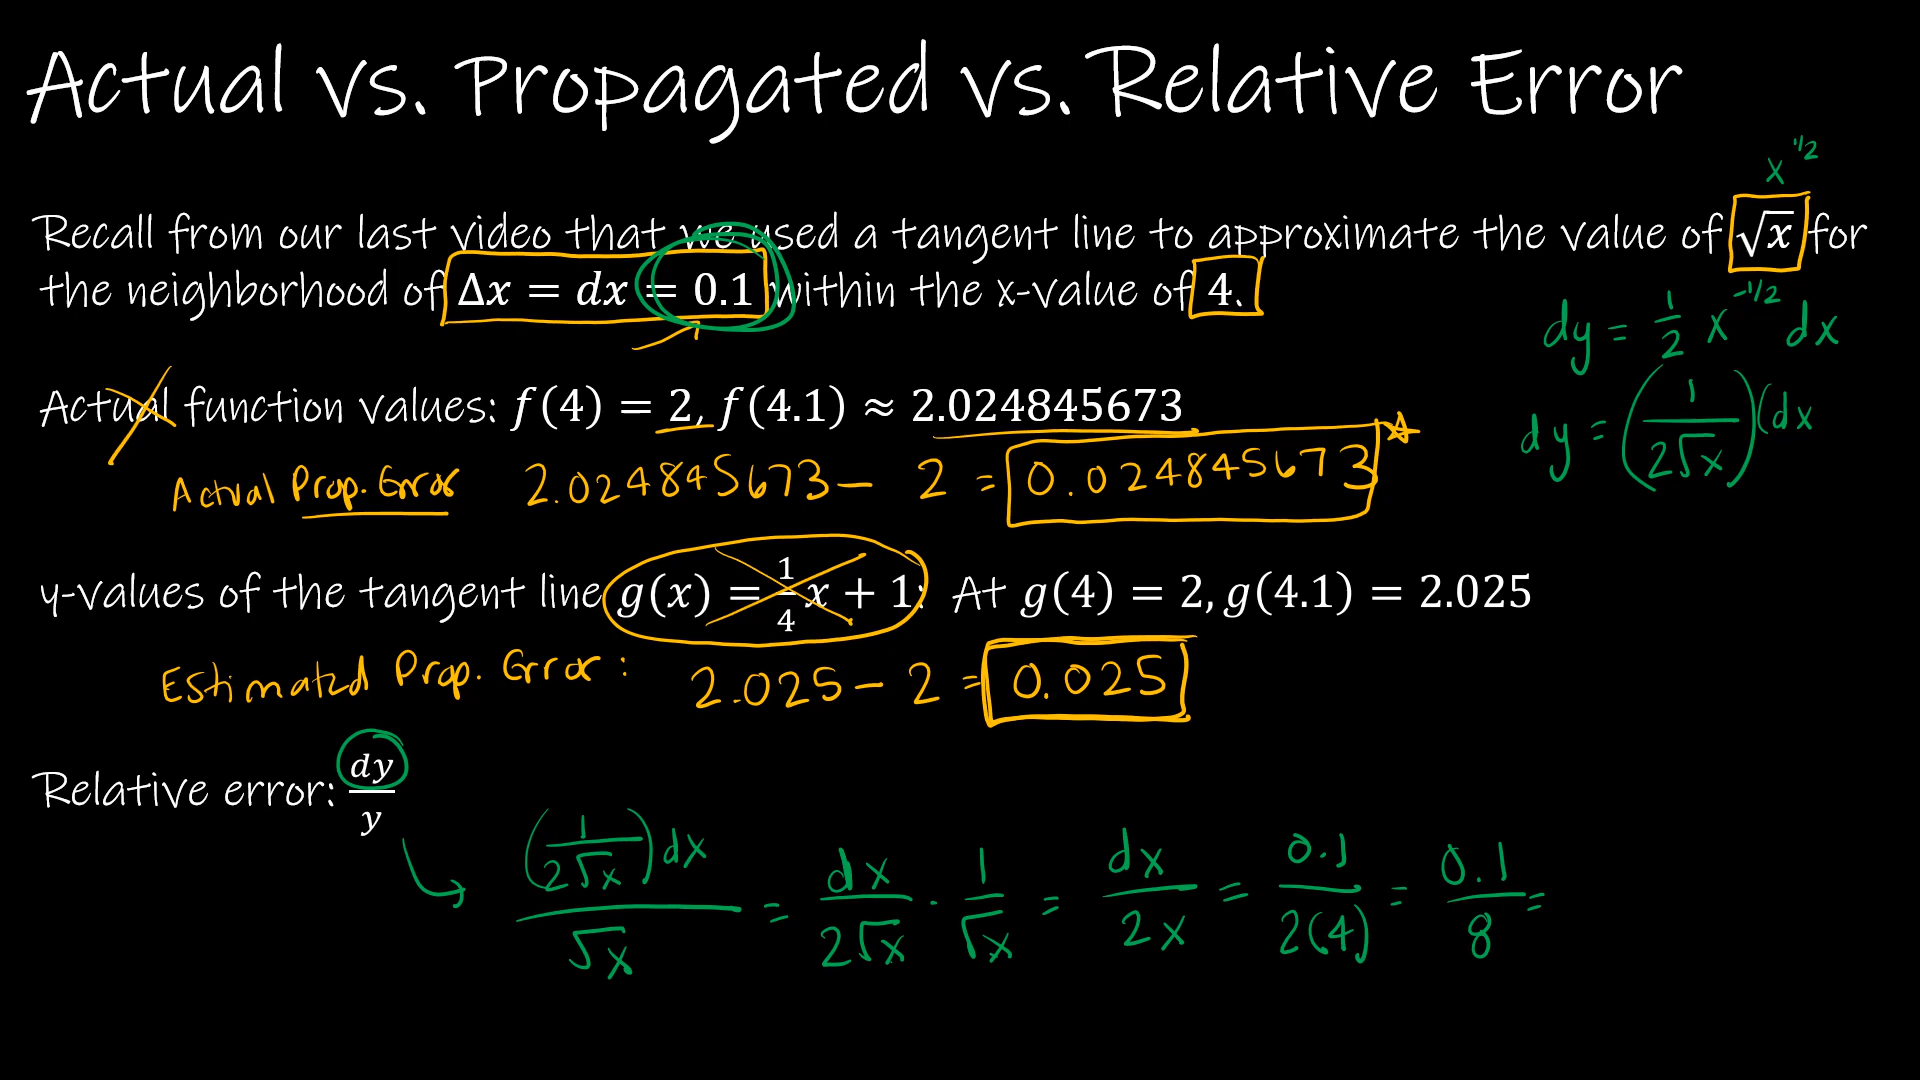 Actual vs. Propagated vs. Relative Error
x^1/2
Recall from our last video that we used a tangent line to approximate the value of √x for
the neighborhood of Δx = dx = 0.1 within the x-value of 4.
dy = 1/2 x^-1/2 dx
Actual function values: f(4) = 2, f(4.1) ≈ 2.024845673
dy = (1/2√x)(dx
Actual Prop. Error 2.024845673 − 2 = 0.024845673
y-values of the tangent line g(x) = 1/4 x + 1: At g(4) = 2, g(4.1) = 2.025
Estimated Prop. Error: 2.025 − 2 = 0.025
Relative error: dy/y
(1/2√x)dx / √x = dx/2√x · 1/√x = dx/2x = 0.1/2(4) = 0.1/8 =